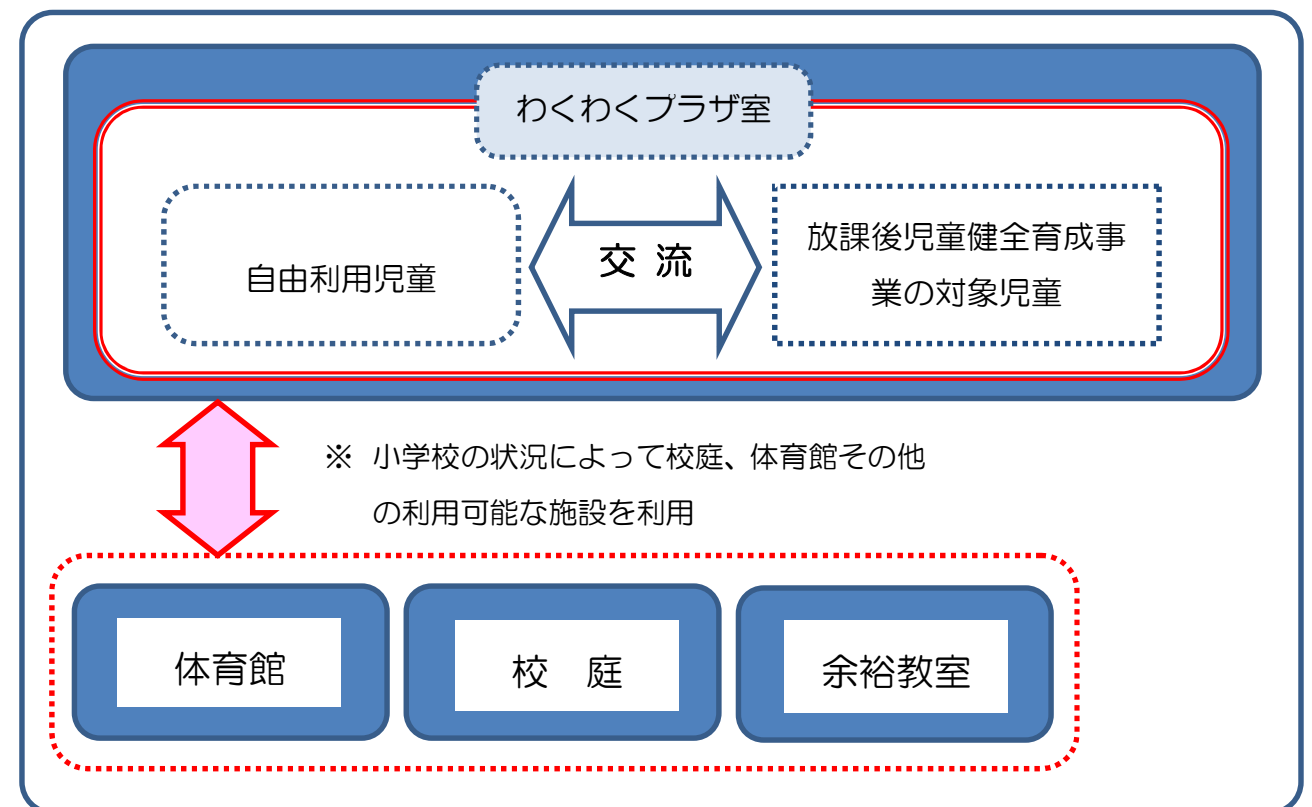 わくわくプラザ室
自由利用児童
交 流
放課後児童健全育成事
業の対象児童
※ 小学校の状況によって校庭、体育館その他
の利用可能な施設を利用
体育館
校 庭
余裕教室